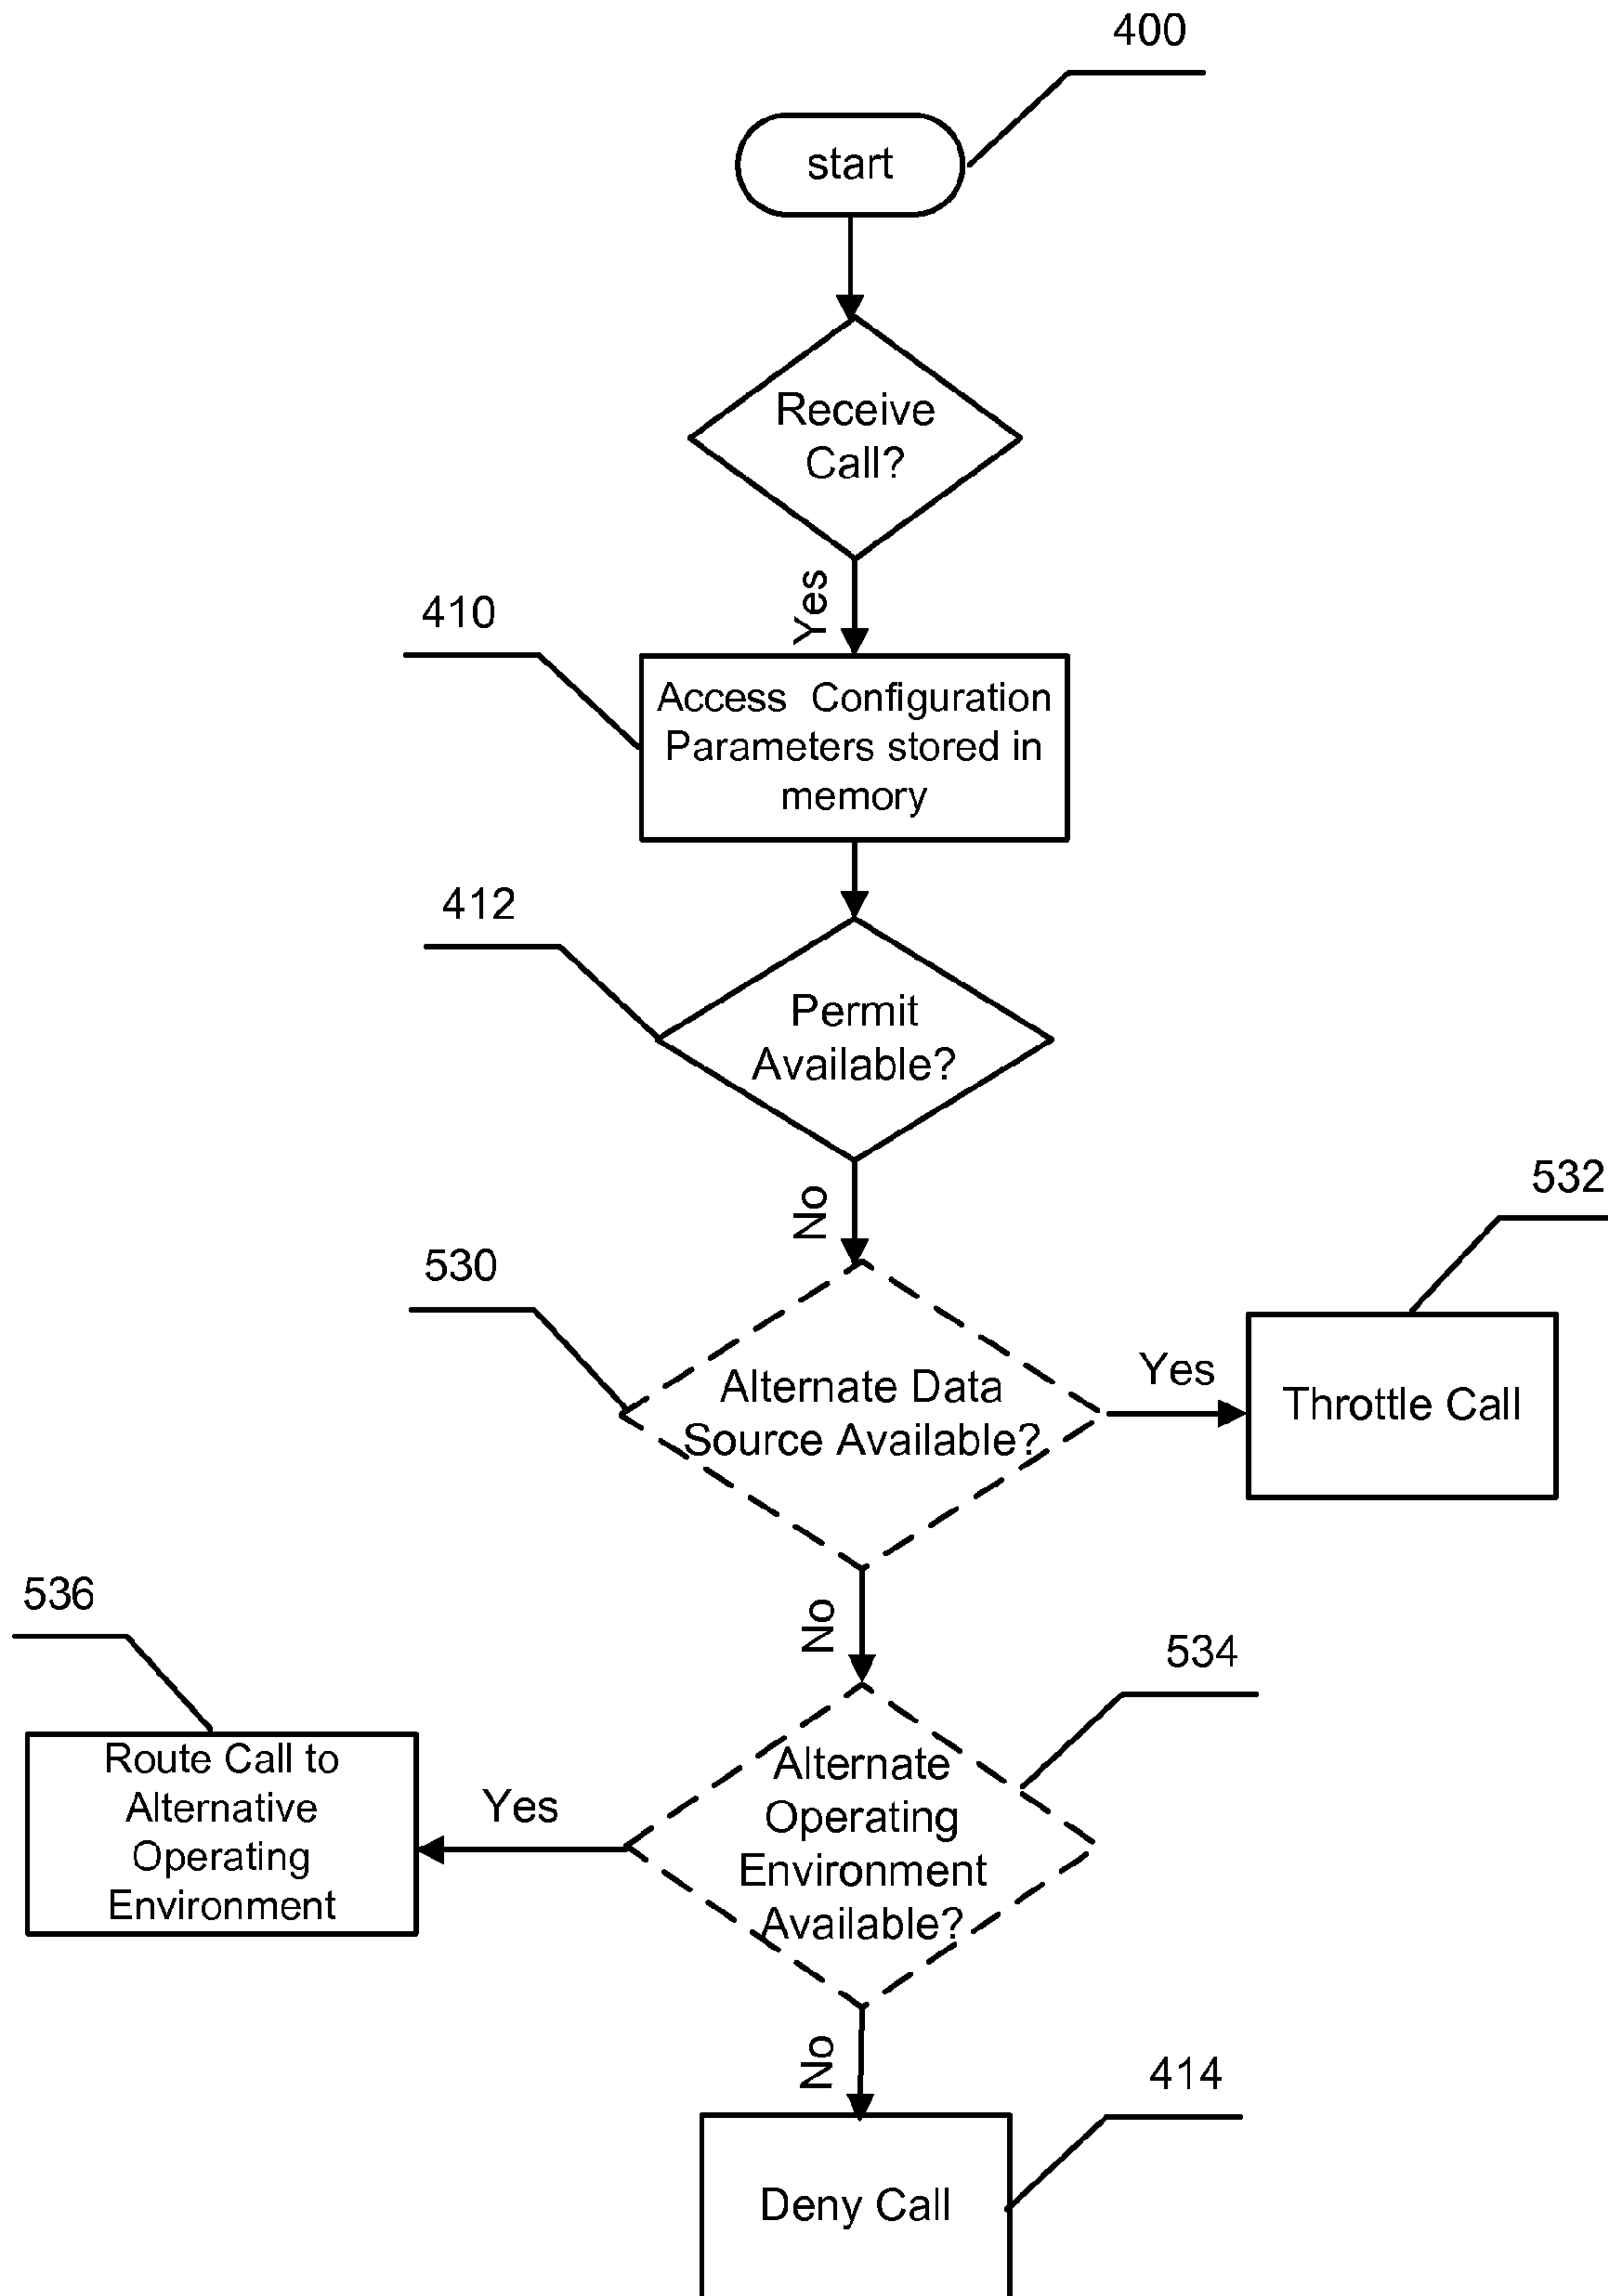 400
start
Receive
Call?
Yes
410
Access Configuration
Parameters stored in
memory
412
Permit
Available?
No
532
530
Alternate Data
Source Available?
Yes
Throttle Call
No
536
534
Route Call to
Alternative
Operating
Environment
Yes
Alternate
Operating
Environment
Available?
No
414
Deny Call